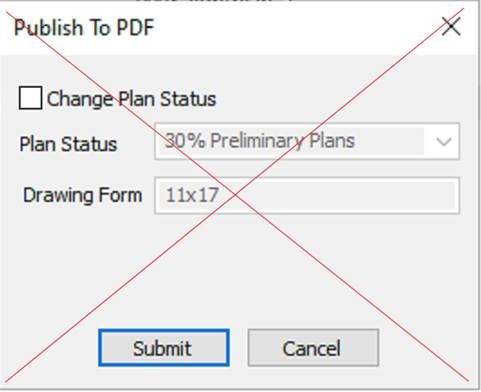 Publish To PDF
Change Plan Status
Plan Status 30% Preliminary Plans
Drawing Form 11x17
Submit Cancel